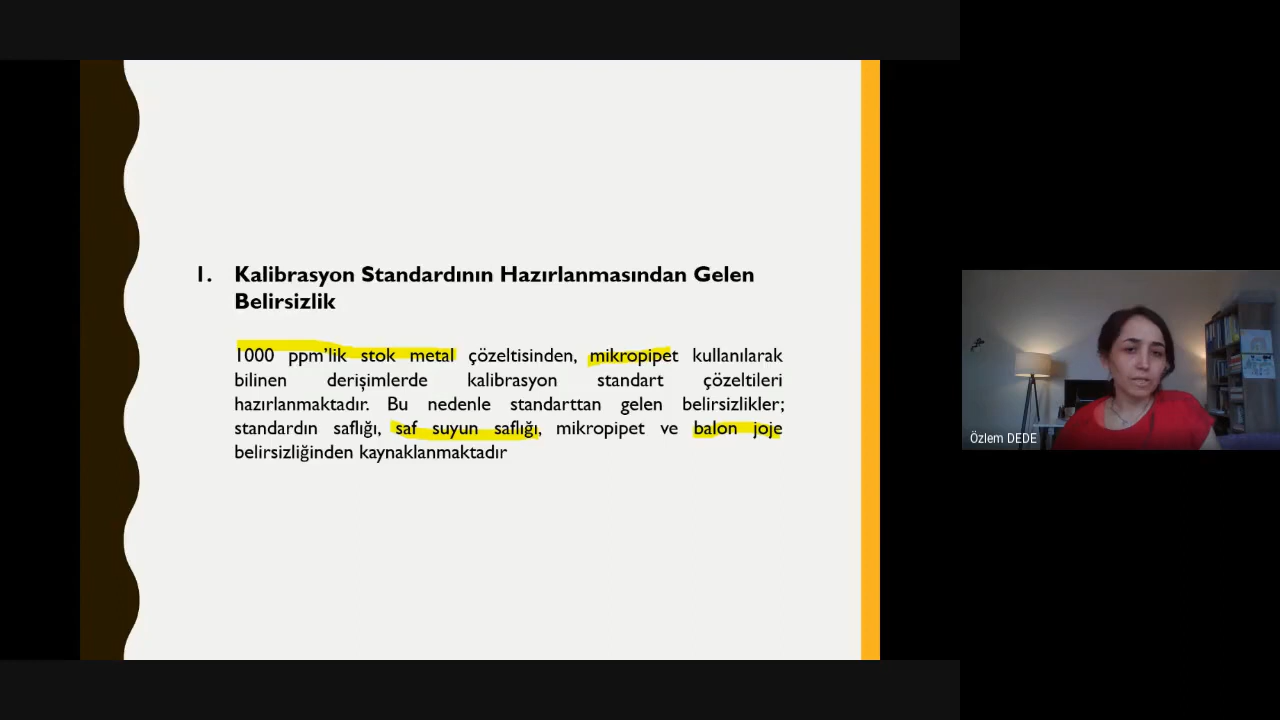 1. Kalibrasyon Standardının Hazırlanmasından Gelen
Belirsizlik
1000 ppm’lik stok metal çözeltisinden, mikropipet kullanılarak
bilinen derişimlerde kalibrasyon standart çözeltileri
hazırlanmaktadır. Bu nedenle standarttan gelen belirsizlikler;
standardın saflığı, saf suyun saflığı, mikropipet ve balon joje
belirsizliğinden kaynaklanmaktadır
Özlem DEDE